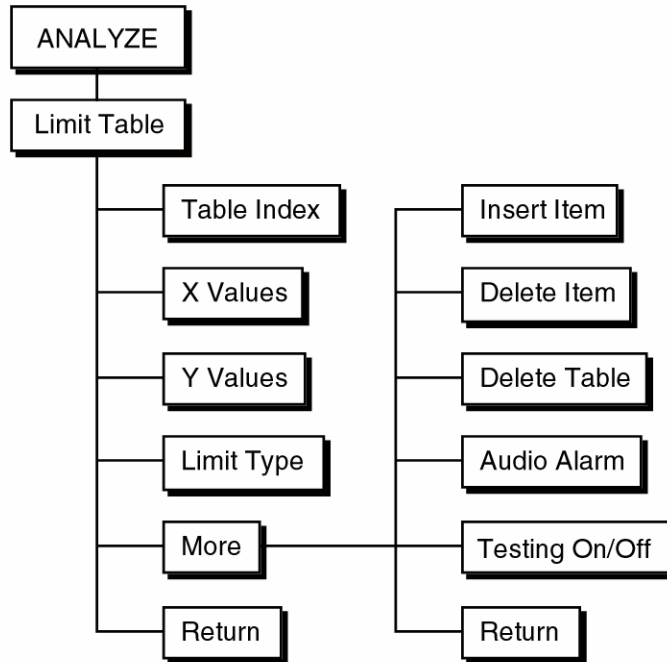 ANALYZE
Limit Table
Table Index
X Values
Y Values
Limit Type
More
Return
Insert Item
Delete Item
Delete Table
Audio Alarm
Testing On/Off
Return